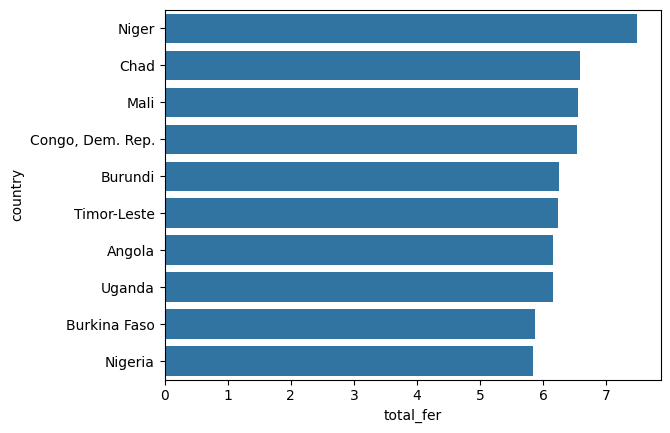 Niger
Chad
Mali
Congo, Dem. Rep.
Burundi
Timor-Leste
Angola
Uganda
Burkina Faso
Nigeria
country
0 1 2 3 4 5 6 7
total_fer